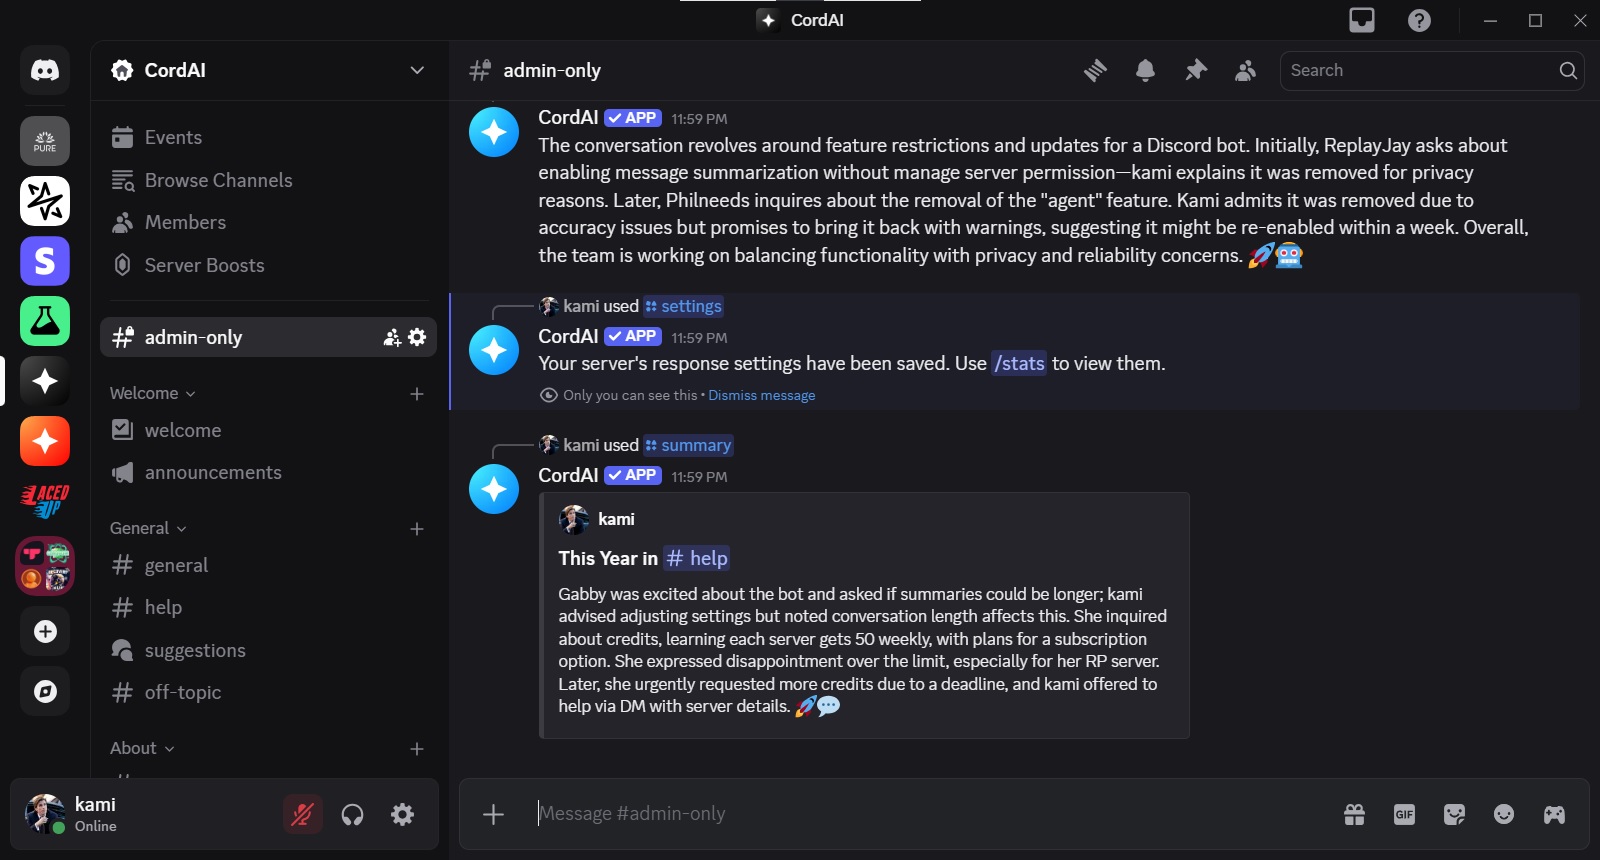 CordAI
PURE
S
LACED
UP
CordAI
Events
Browse Channels
Members
Server Boosts
admin-only
Welcome
welcome
announcements
General
general
help
suggestions
off-topic
About
kami
Online
admin-only
Search
CordAI APP 11:59 PM
The conversation revolves around feature restrictions and updates for a Discord bot. Initially, ReplayJay asks about
enabling message summarization without manage server permission—kami explains it was removed for privacy
reasons. Later, Philneeds inquires about the removal of the "agent" feature. Kami admits it was removed due to
accuracy issues but promises to bring it back with warnings, suggesting it might be re-enabled within a week. Overall,
the team is working on balancing functionality with privacy and reliability concerns. 🚀🤖
kami used settings
CordAI APP 11:59 PM
Your server's response settings have been saved. Use /stats to view them.
Only you can see this • Dismiss message
kami used summary
CordAI APP 11:59 PM
kami
This Year in # help
Gabby was excited about the bot and asked if summaries could be longer; kami
advised adjusting settings but noted conversation length affects this. She inquired
about credits, learning each server gets 50 weekly, with plans for a subscription
option. She expressed disappointment over the limit, especially for her RP server.
Later, she urgently requested more credits due to a deadline, and kami offered to
help via DM with server details. 🚀💬
Message #admin-only
GIF